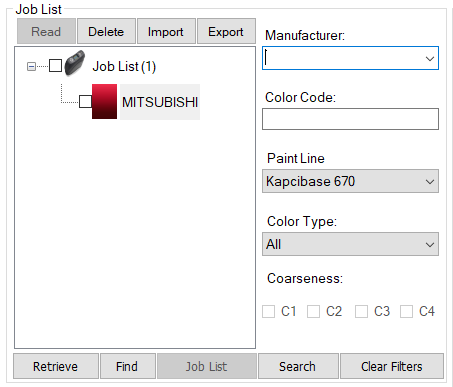 Job List
Read Delete Import Export
Job List (1)
MITSUBISHI
Manufacturer:
Color Code:
Paint Line
Kapcibase 670
Color Type:
All
Coarseness:
C1 C2 C3 C4
Retrieve Find Job List Search Clear Filters